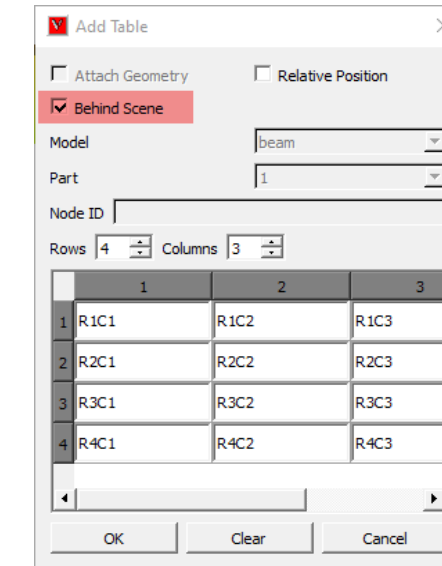 Add Table
Attach Geometry Relative Position
Behind Scene
Model beam
Part 1
Node ID
Rows 4 Columns 3
1 2 3
1 R1C1 R1C2 R1C3
2 R2C1 R2C2 R2C3
3 R3C1 R3C2 R3C3
4 R4C1 R4C2 R4C3
OK Clear Cancel